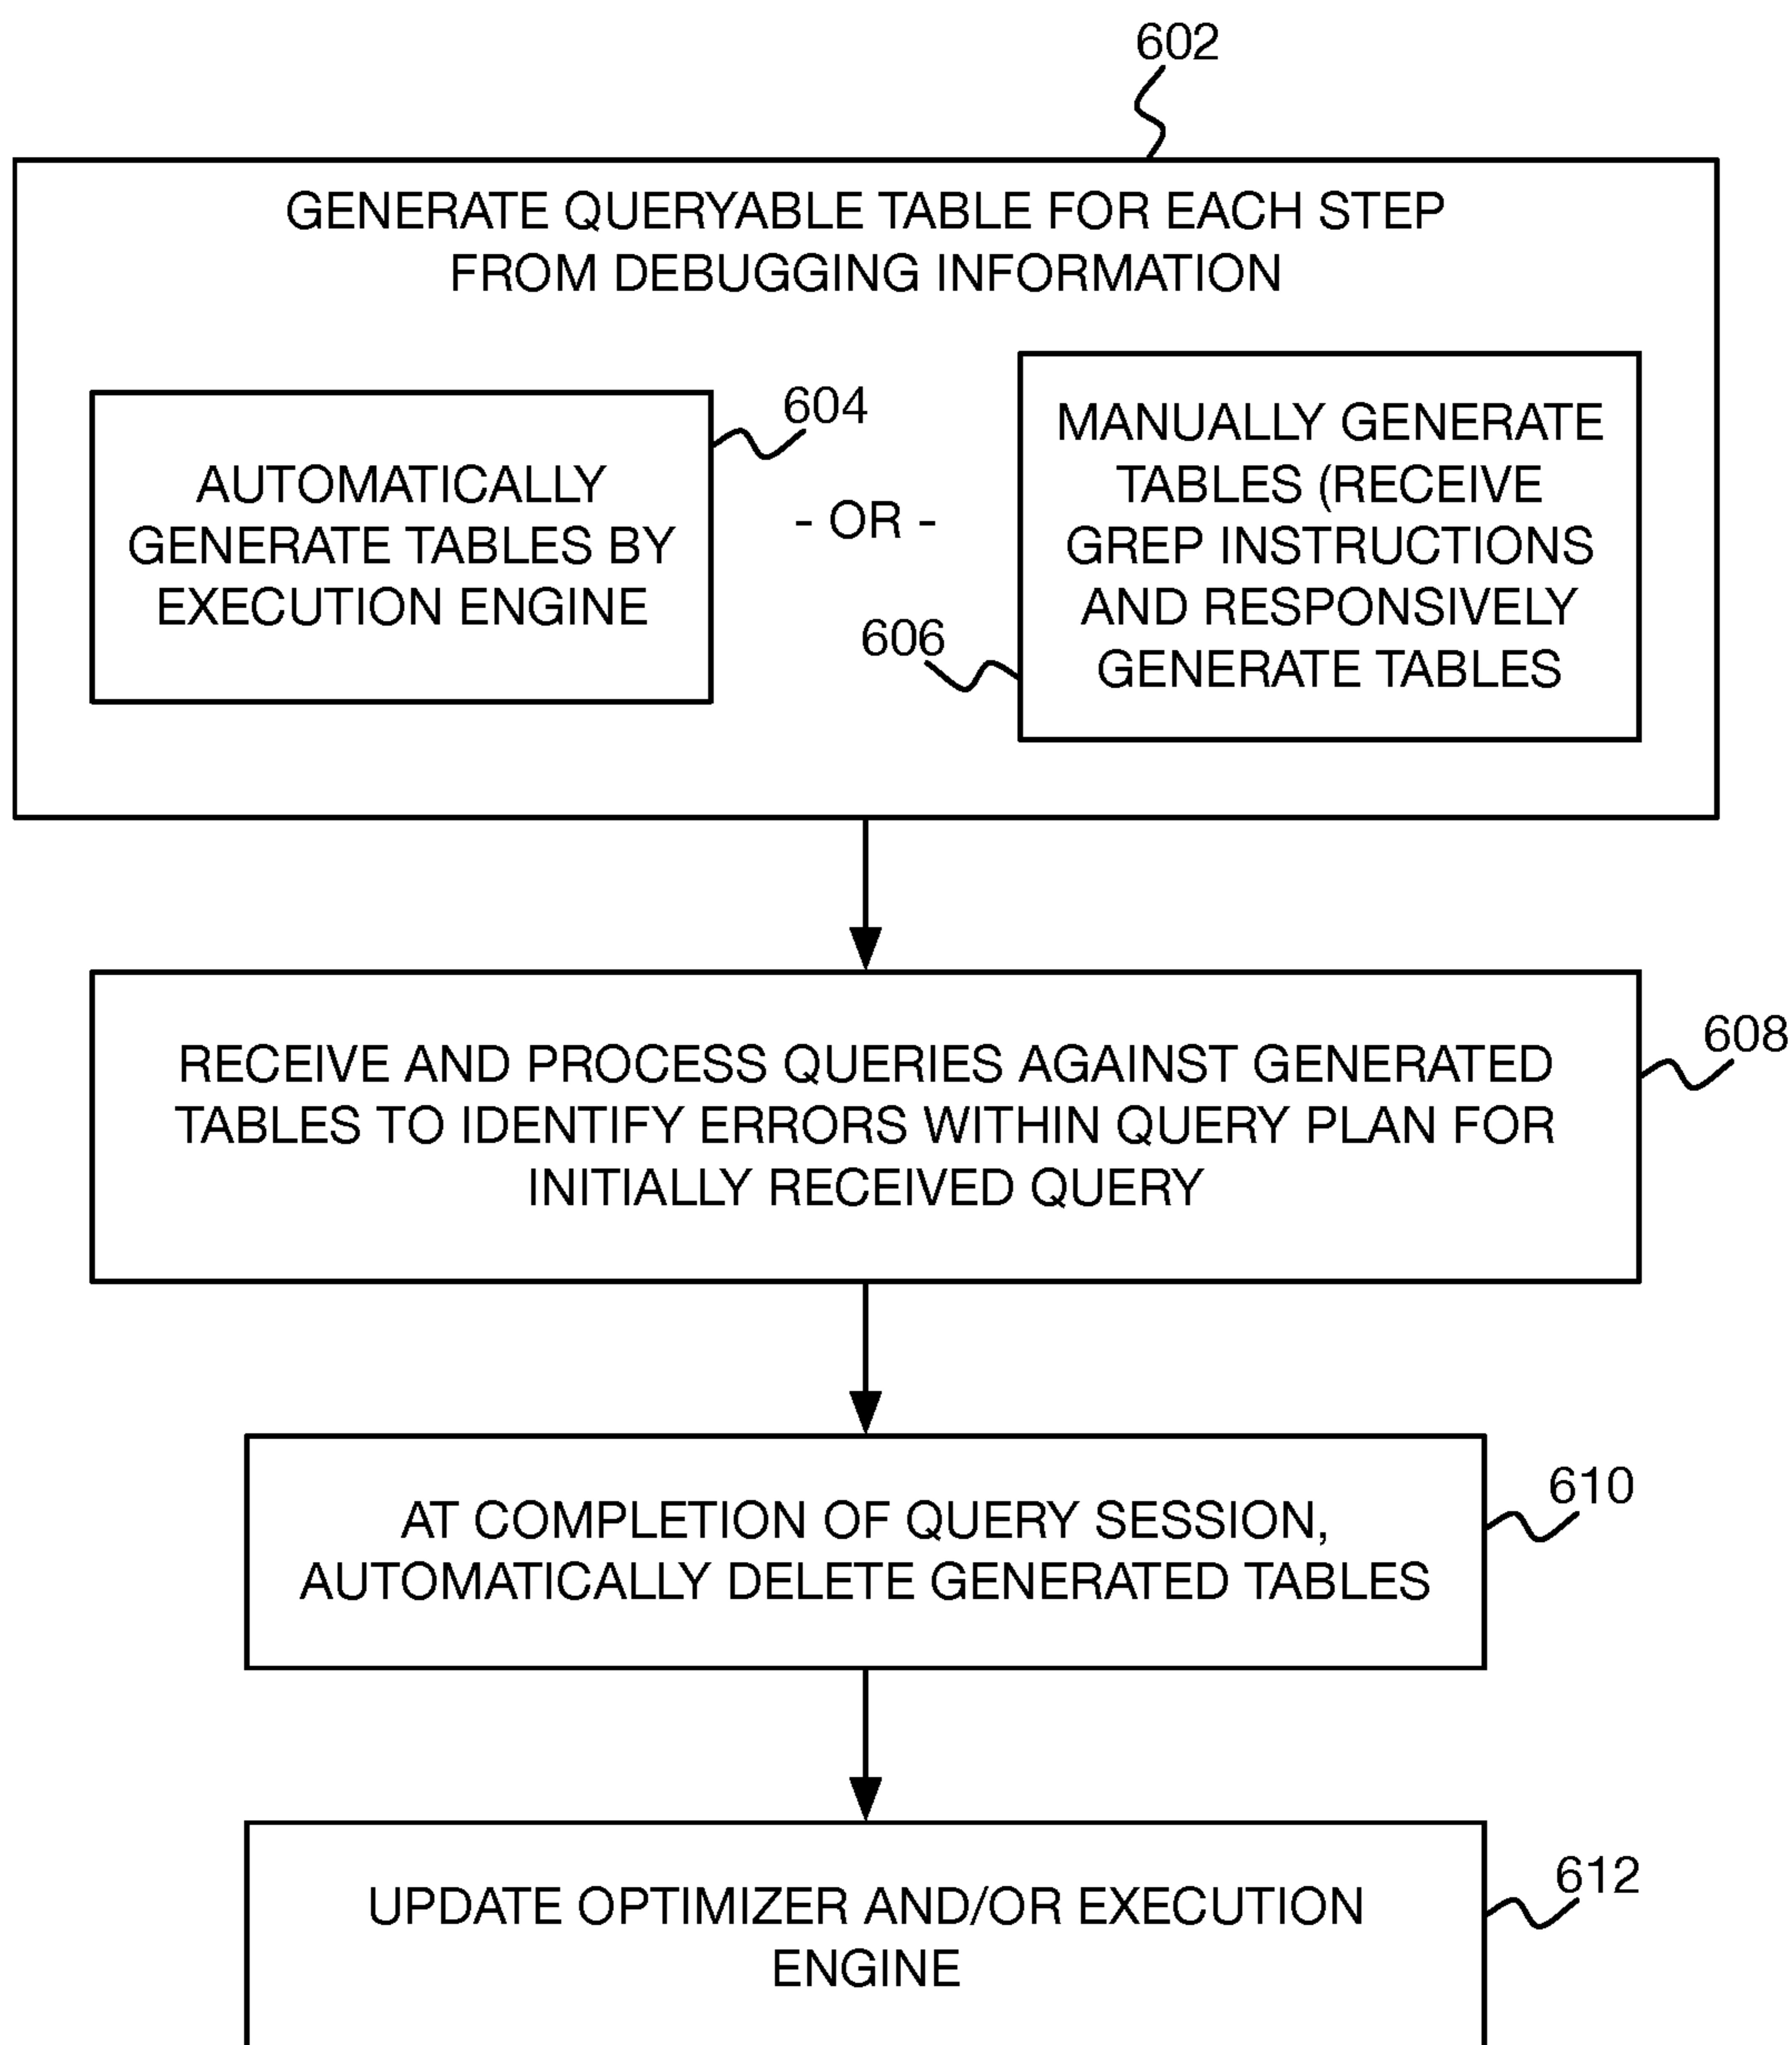 602
GENERATE QUERYABLE TABLE FOR EACH STEP
FROM DEBUGGING INFORMATION
604
AUTOMATICALLY
GENERATE TABLES BY
EXECUTION ENGINE
- OR -
606
MANUALLY GENERATE
TABLES (RECEIVE
GREP INSTRUCTIONS
AND RESPONSIVELY
GENERATE TABLES
608
RECEIVE AND PROCESS QUERIES AGAINST GENERATED
TABLES TO IDENTIFY ERRORS WITHIN QUERY PLAN FOR
INITIALLY RECEIVED QUERY
610
AT COMPLETION OF QUERY SESSION,
AUTOMATICALLY DELETE GENERATED TABLES
612
UPDATE OPTIMIZER AND/OR EXECUTION
ENGINE